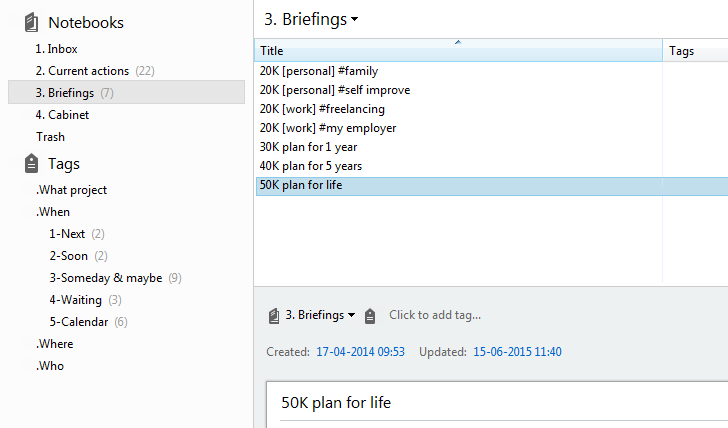 Notebooks
1. Inbox
2. Current actions (22)
3. Briefings (7)
4. Cabinet
Trash
Tags
.What project
.When
1-Next (2)
2-Soon (2)
3-Someday & maybe (9)
4-Waiting (3)
5-Calendar (6)
.Where
.Who
3. Briefings
Title Tags
20K [personal] #family
20K [personal] #self improve
20K [work] #freelancing
20K [work] #my employer
30K plan for 1 year
40K plan for 5 years
50K plan for life
3. Briefings Click to add tag...
Created: 17-04-2014 09:53 Updated: 15-06-2015 11:40
50K plan for life